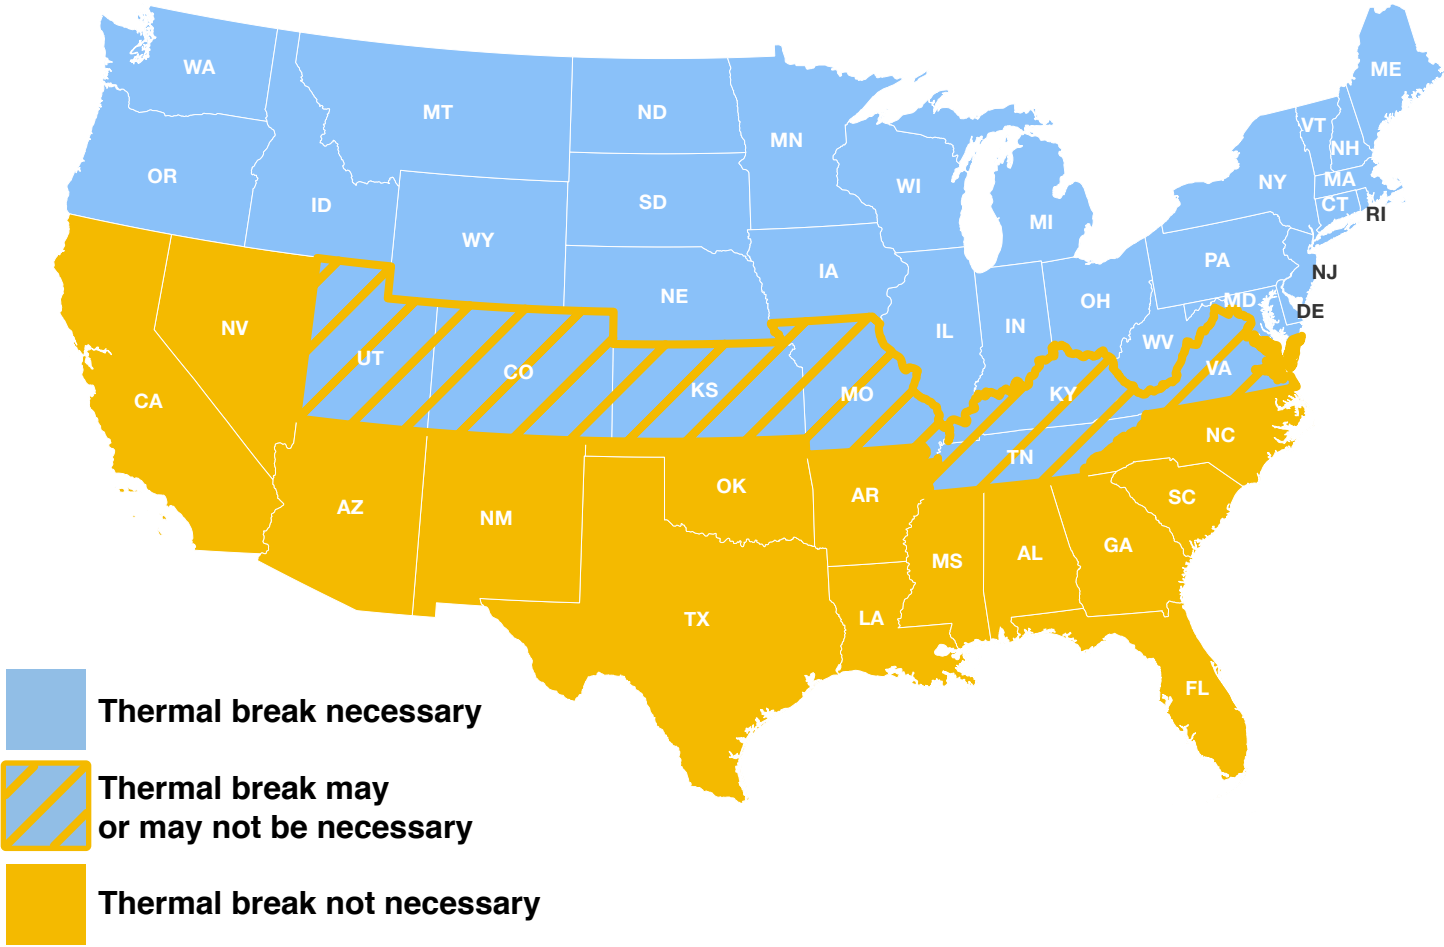 WA
MT
ND
MN
ME
VT
NH
OR
ID
WY
SD
WI
MI
NY
MA
CT
RI
NE
IA
PA
NJ
IL
IN
OH
MD
DE
NV
UT
CO
KS
MO
KY
WV
VA
CA
AZ
NM
OK
AR
TN
NC
SC
MS
AL
GA
TX
LA
FL
Thermal break necessary
Thermal break may
or may not be necessary
Thermal break not necessary